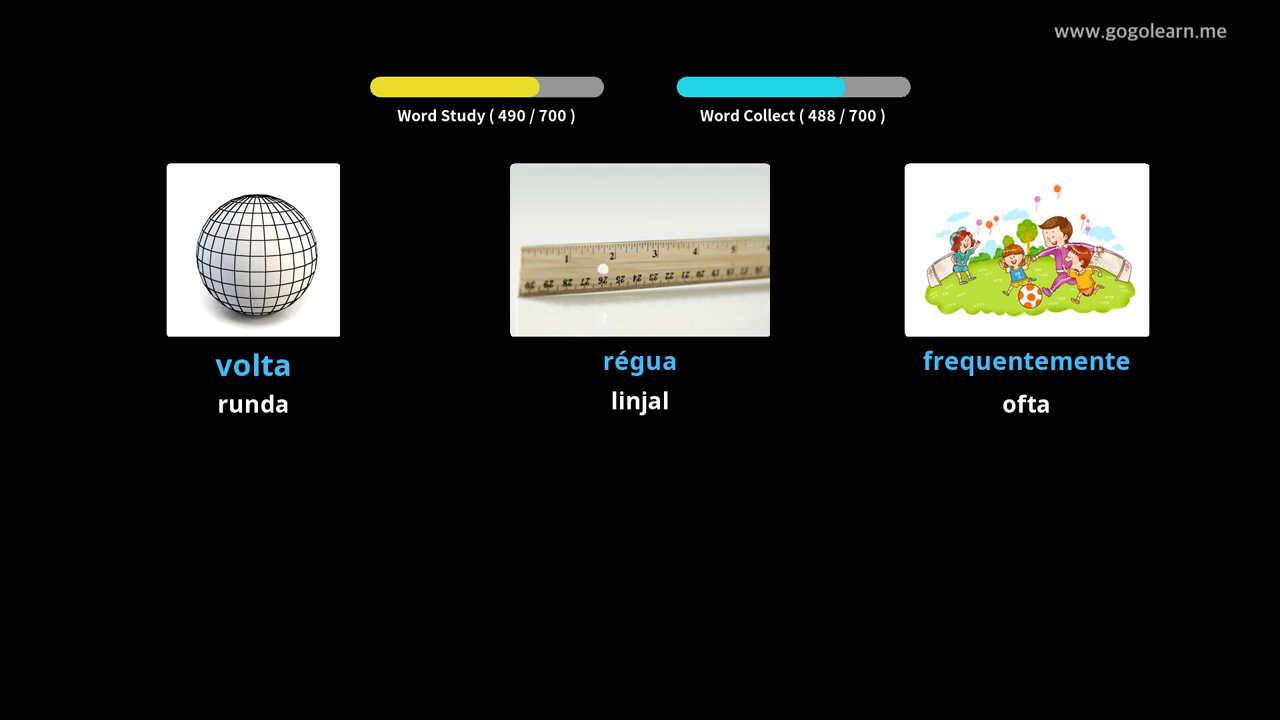 www.gogolearn.me
Word Study ( 490 / 700 )
Word Collect ( 488 / 700 )
volta
régua
frequentemente
runda
linjal
ofta